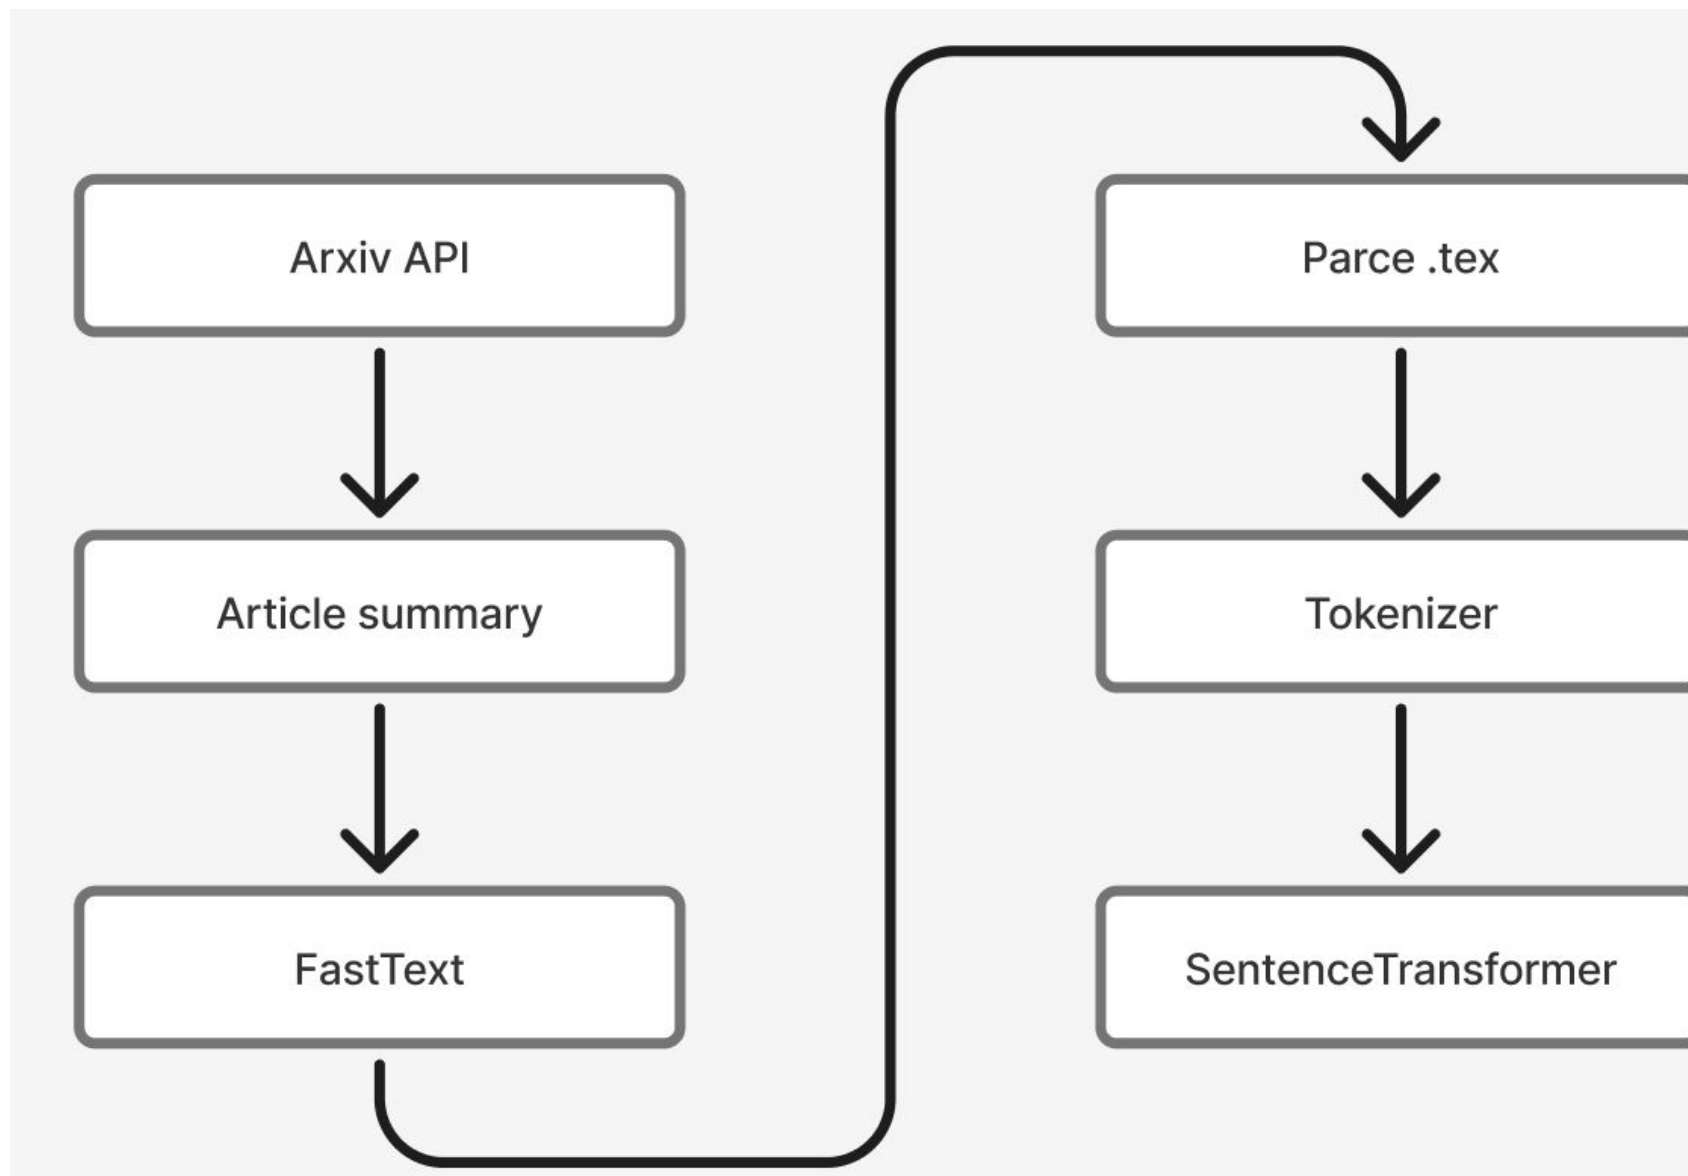 Arxiv API
Article summary
FastText
Parce .tex
Tokenizer
SentenceTransformer